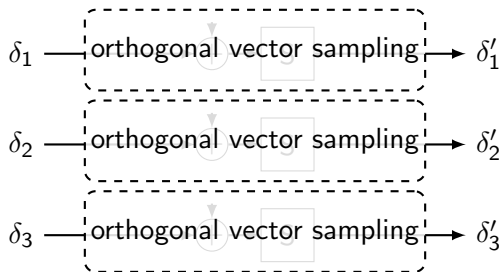 δ₁ orthogonal vector sampling δ′₁
δ₂ orthogonal vector sampling δ′₂
δ₃ orthogonal vector sampling δ′₃